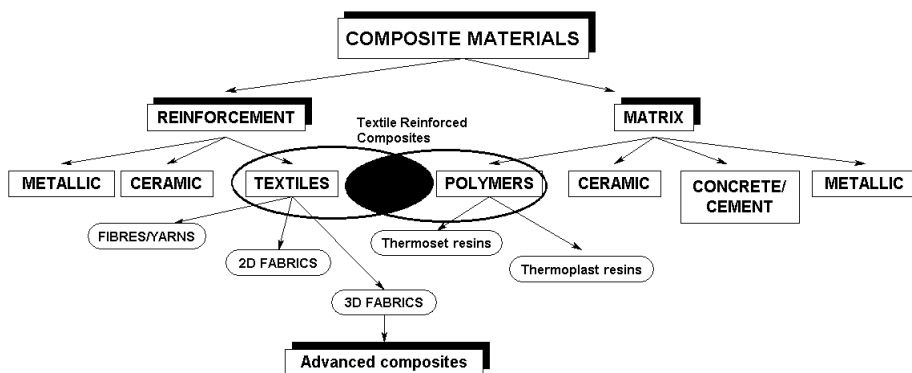 COMPOSITE MATERIALS
REINFORCEMENT
MATRIX
Textile Reinforced
Composites
METALLIC
CERAMIC
TEXTILES
POLYMERS
CERAMIC
CONCRETE/
CEMENT
METALLIC
FIBRES/YARNS
2D FABRICS
Thermoset resins
Thermoplast resins
3D FABRICS
Advanced composites